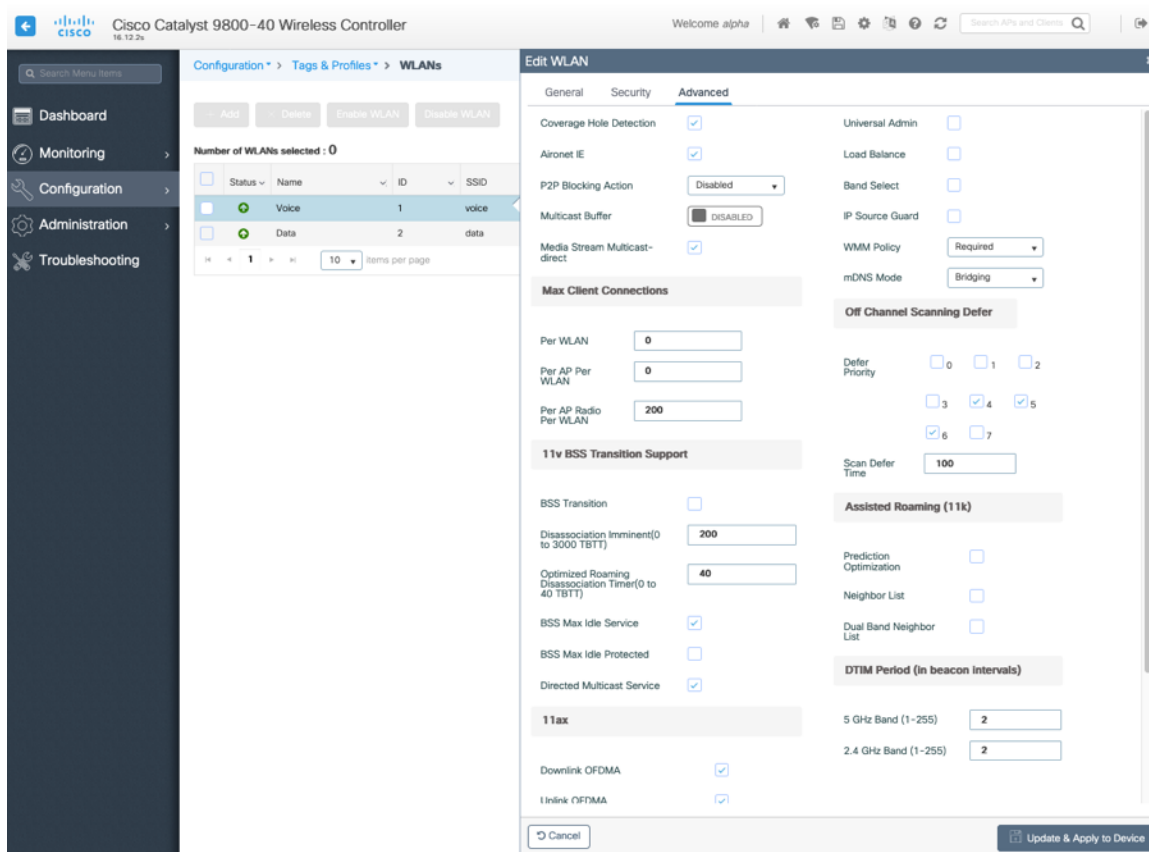 cisco
Cisco Catalyst 9800-40 Wireless Controller
16.12.2s
Welcome alpha
Search APs and Clients
Search Menu Items
Dashboard
Monitoring
Configuration
Administration
Troubleshooting
Configuration > Tags & Profiles > WLANs
Add
Delete
Enable WLAN
Disable WLAN
Number of WLANs selected : 0
Status Name ID SSID
Voice 1 voice
Data 2 data
1 10 items per page
Edit WLAN
General Security Advanced
Coverage Hole Detection
Aironet IE
P2P Blocking Action Disabled
Multicast Buffer DISABLED
Media Stream Multicast-
direct
Max Client Connections
Per WLAN 0
Per AP Per
WLAN 0
Per AP Radio
Per WLAN 200
11v BSS Transition Support
BSS Transition
Disassociation Imminent(0
to 3000 TBTT) 200
Optimized Roaming
Disassociation Timer(0 to
40 TBTT) 40
BSS Max Idle Service
BSS Max Idle Protected
Directed Multicast Service
11ax
Downlink OFDMA
Uplink OFDMA
Universal Admin
Load Balance
Band Select
IP Source Guard
WMM Policy Required
mDNS Mode Bridging
Off Channel Scanning Defer
Defer
Priority
0 1 2
3 4 5
6 7
Scan Defer
Time 100
Assisted Roaming (11k)
Prediction
Optimization
Neighbor List
Dual Band Neighbor
List
DTIM Period (in beacon intervals)
5 GHz Band (1-255) 2
2.4 GHz Band (1-255) 2
Cancel
Update & Apply to Device